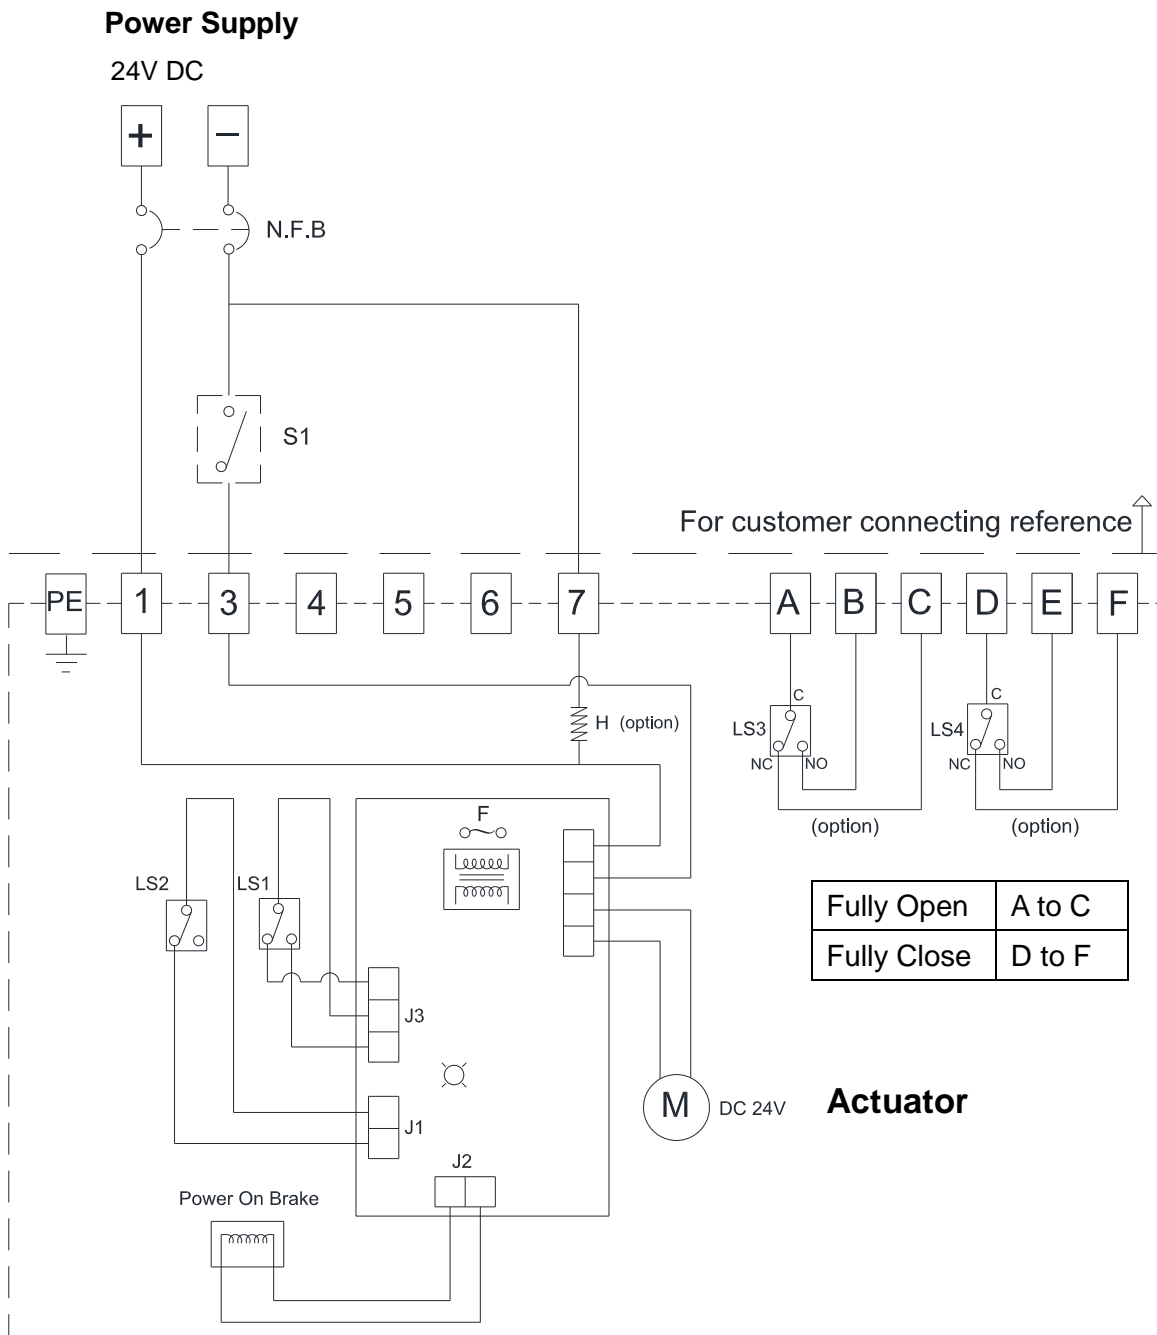 Power Supply
24V DC
+ −
N.F.B
S1
For customer connecting reference
PE 1 3 4 5 6 7 A B C D E F
H (option)
C
LS3
NC NO
(option)
C
LS4
NC NO
(option)
F
LS2
LS1
Fully Open A to C
Fully Close D to F
J3
M DC 24V
Actuator
J1
J2
Power On Brake